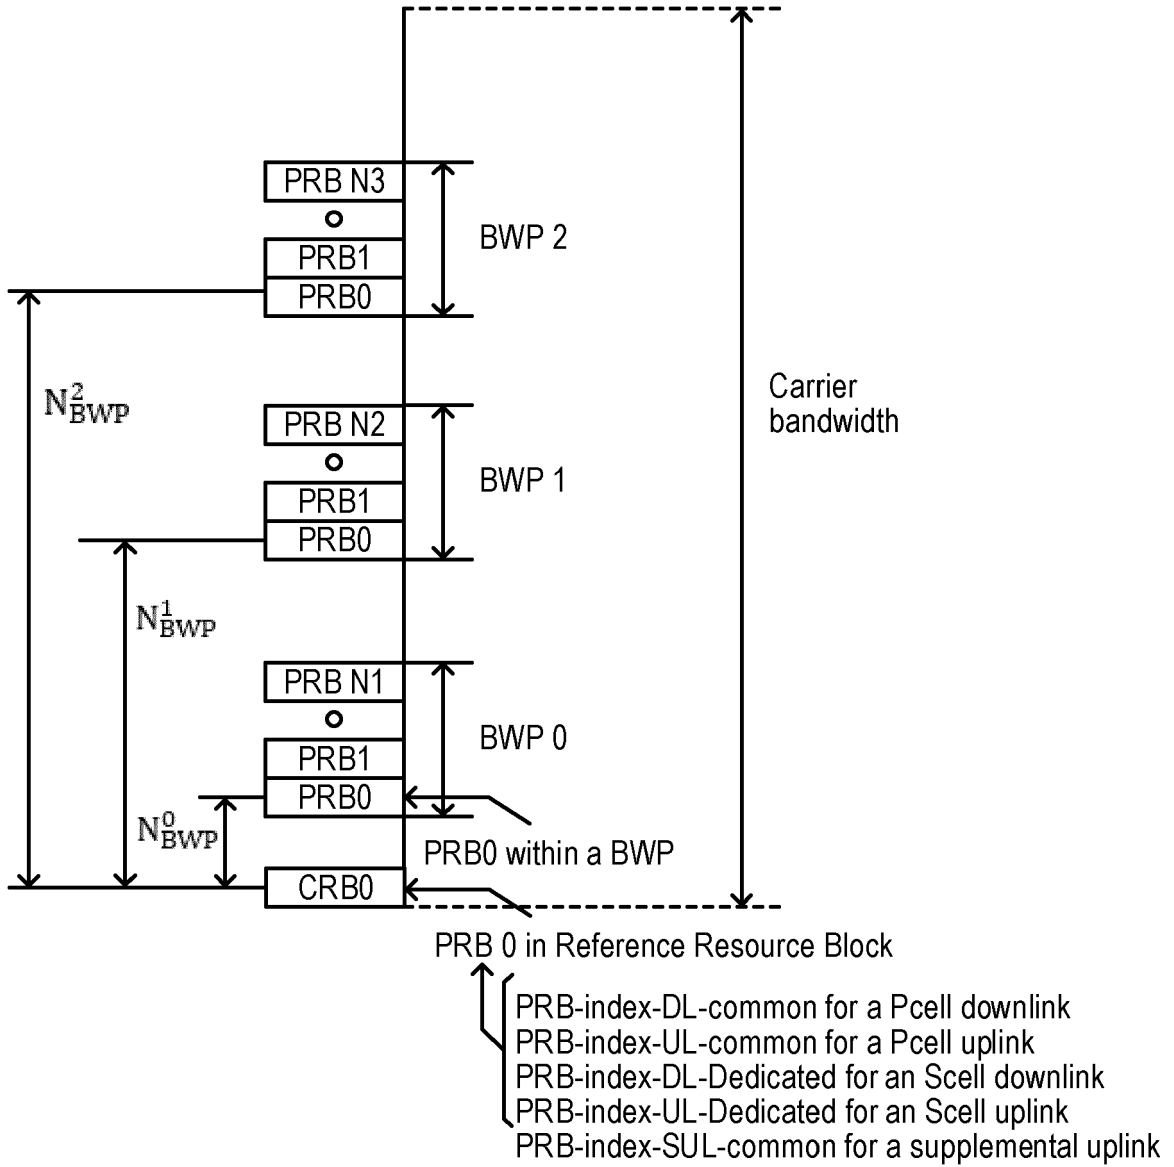 PRB N3
PRB1
PRB0
BWP 2
N²_BWP
Carrier
bandwidth
PRB N2
PRB1
PRB0
BWP 1
N¹_BWP
PRB N1
PRB1
PRB0
BWP 0
N⁰_BWP
PRB0 within a BWP
CRB0
PRB 0 in Reference Resource Block
PRB-index-DL-common for a Pcell downlink
PRB-index-UL-common for a Pcell uplink
PRB-index-DL-Dedicated for an Scell downlink
PRB-index-UL-Dedicated for an Scell uplink
PRB-index-SUL-common for a supplemental uplink